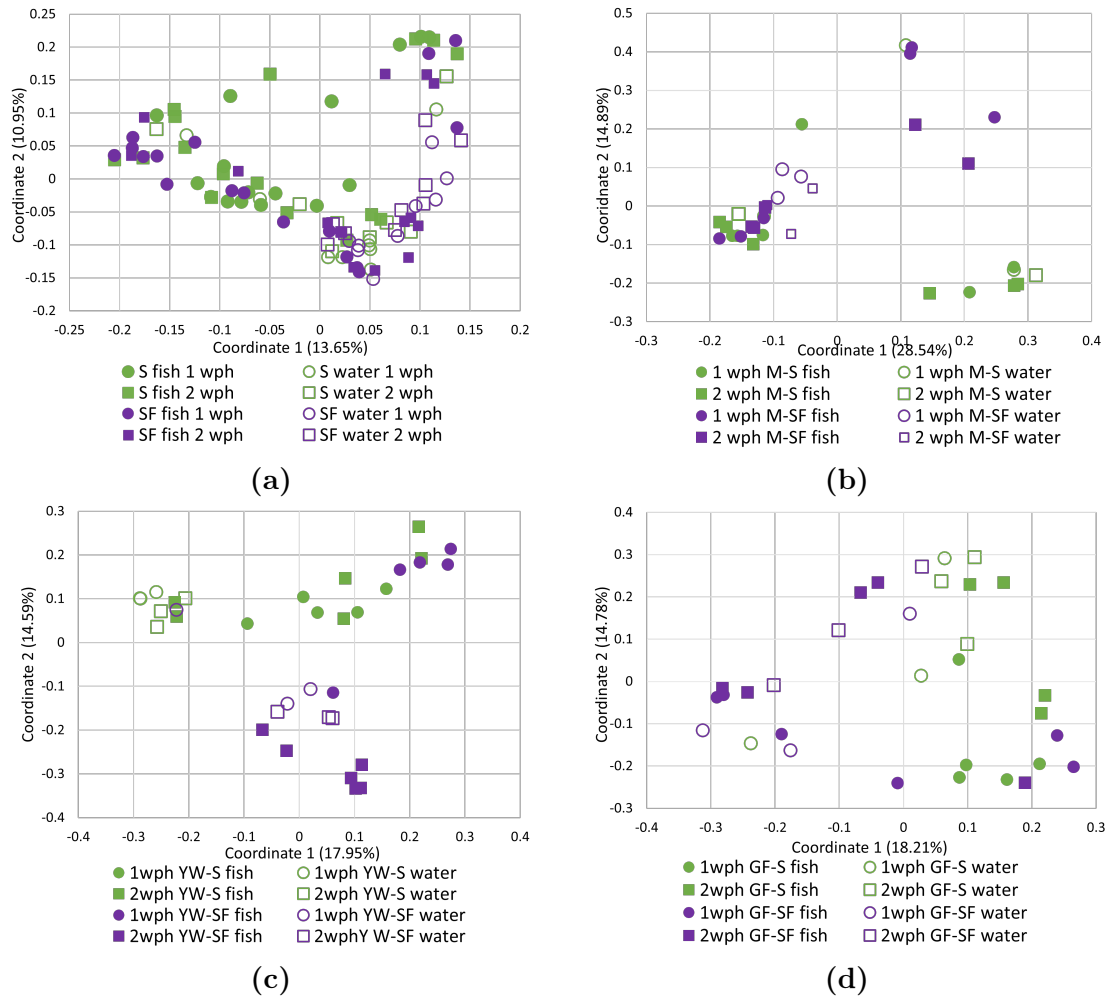 0.25
0.2
0.15
0.1
0.05
0
-0.05
-0.1
-0.15
-0.2
Coordinate 2 (10.95%)
-0.25 -0.2 -0.15 -0.1 -0.05 0 0.05 0.1 0.15 0.2
Coordinate 1 (13.65%)
S fish 1 wph S water 1 wph
S fish 2 wph S water 2 wph
SF fish 1 wph SF water 1 wph
SF fish 2 wph SF water 2 wph
(a)
0.5
0.4
0.3
0.2
0.1
0
-0.1
-0.2
-0.3
Cooridinate 2 (14.89%)
-0.3 -0.2 -0.1 0 0.1 0.2 0.3 0.4
Coordinate 1 (28.54%)
1 wph M-S fish 1 wph M-S water
2 wph M-S fish 2 wph M-S water
1 wph M-SF fish 1 wph M-SF water
2 wph M-SF fish 2 wph M-SF water
(b)
0.3
0.2
0.1
0
-0.1
-0.2
-0.3
-0.4
Coordinate 2 (14.59%)
-0.4 -0.3 -0.2 -0.1 0 0.1 0.2 0.3 0.4
Coordinate 1 (17.95%)
1wph YW-S fish 1wph YW-S water
2wph YW-S fish 2wph YW-S water
1wph YW-SF fish 1wph YW-SF water
2wph YW-SF fish 2wphY W-SF water
(c)
0.4
0.3
0.2
0.1
0
-0.1
-0.2
-0.3
Coordinate 2 (14.78%)
-0.4 -0.3 -0.2 -0.1 0 0.1 0.2 0.3
Coordinate 1 (18.21%)
1wph GF-S fish 1wph GF-S water
2wph GF-S fish 2wph GF-S water
1wph GF-SF fish 1wph GF-SF water
2wph GF-SF fish 2wph GF-SF water
(d)